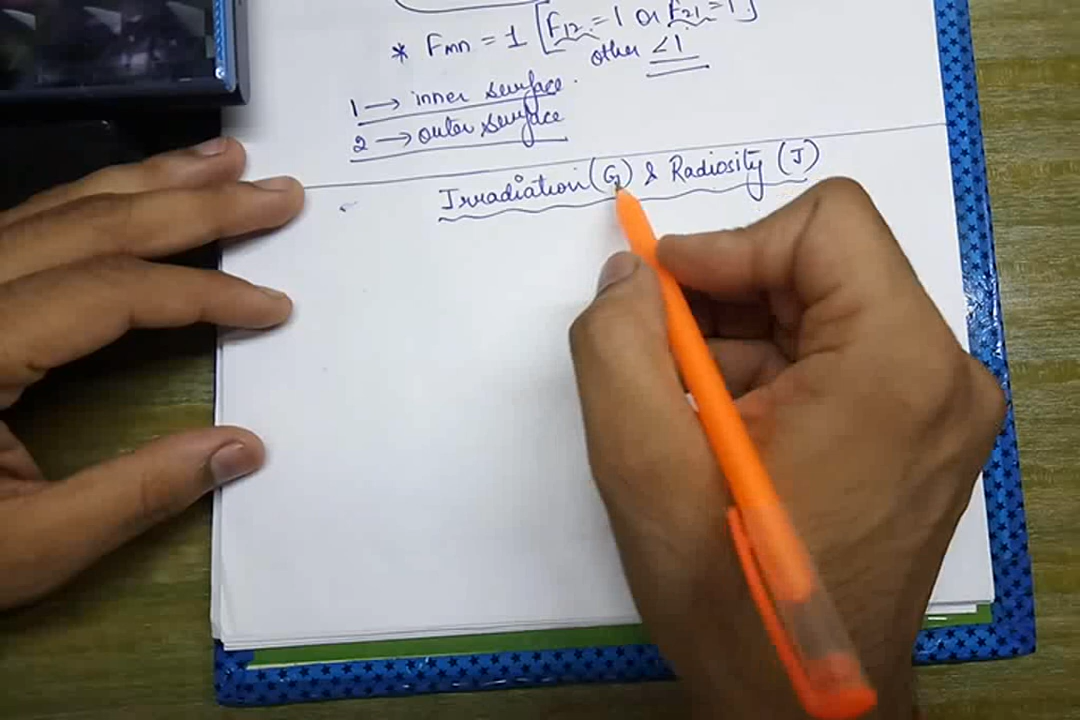 * Fmn = 1 [F12 = 1 or F21 = 1]
other <1
1 → inner surface.
2 → outer surface
Irradiation (G) & Radiosity (J)